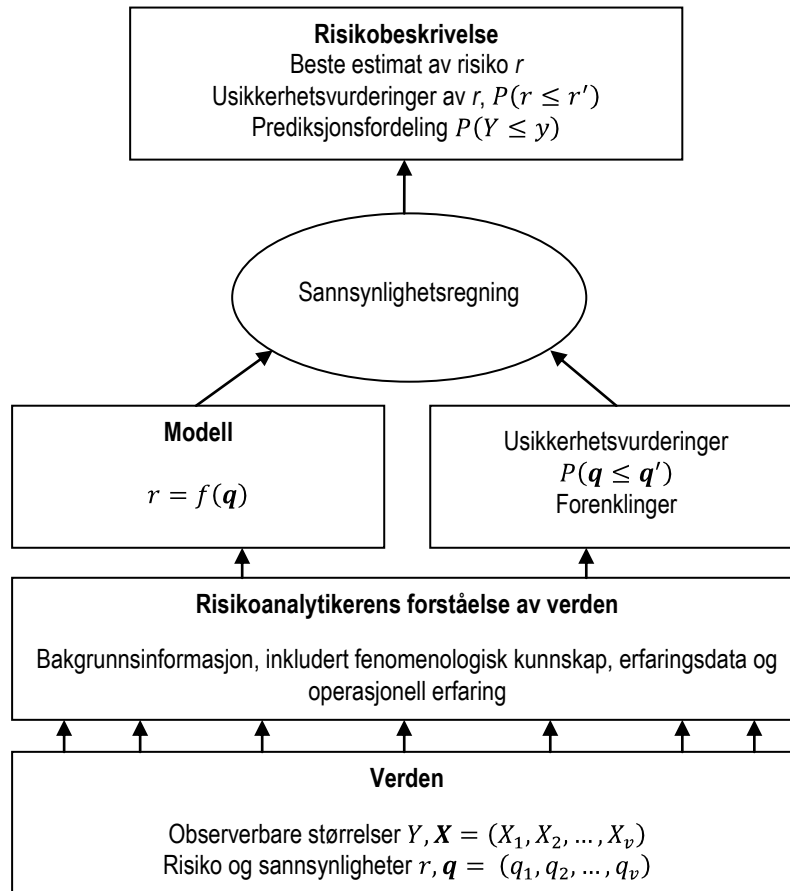 Risikobeskrivelse
Beste estimat av risiko r
Usikkerhetsvurderinger av r, P(r ≤ r′)
Prediksjonsfordeling P(Y ≤ y)
Sannsynlighetsregning
Modell
r = f(q)
Usikkerhetsvurderinger
P(q ≤ q′)
Forenklinger
Risikoanalytikerens forståelse av verden
Bakgrunnsinformasjon, inkludert fenomenologisk kunnskap, erfaringsdata og
operasjonell erfaring
Verden
Observerbare størrelser Y, X = (X₁, X₂, … , Xᵥ)
Risiko og sannsynligheter r, q = (q₁, q₂, … , qᵥ)